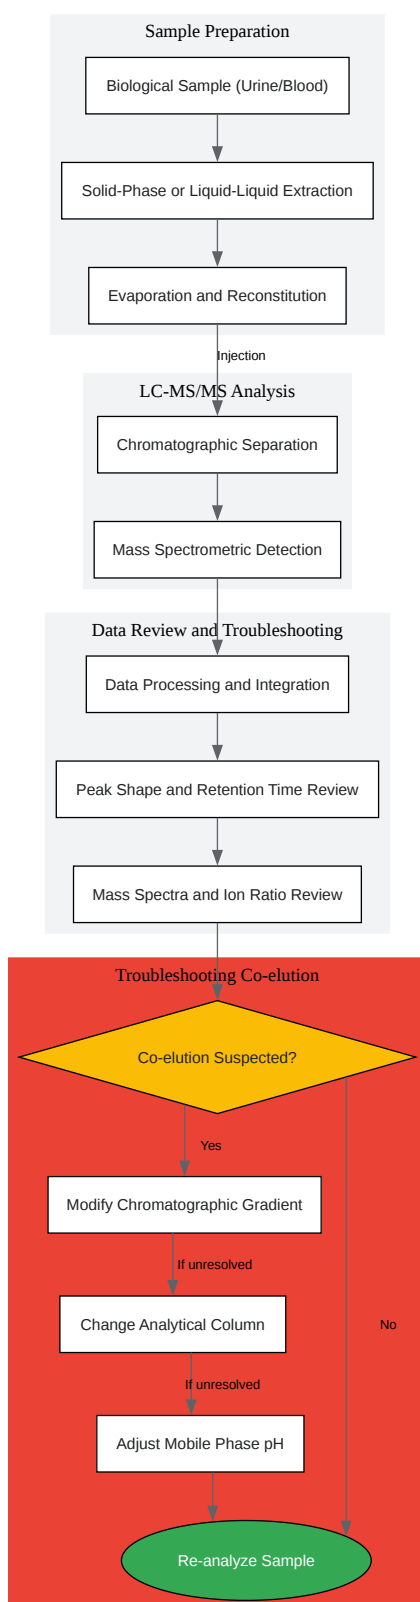 Sample Preparation
Biological Sample (Urine/Blood)
Solid-Phase or Liquid-Liquid Extraction
Evaporation and Reconstitution
Injection
LC-MS/MS Analysis
Chromatographic Separation
Mass Spectrometric Detection
Data Review and Troubleshooting
Data Processing and Integration
Peak Shape and Retention Time Review
Mass Spectra and Ion Ratio Review
Troubleshooting Co-elution
Co-elution Suspected?
Yes
Modify Chromatographic Gradient
If unresolved
Change Analytical Column
No
If unresolved
Adjust Mobile Phase pH
Re-analyze Sample